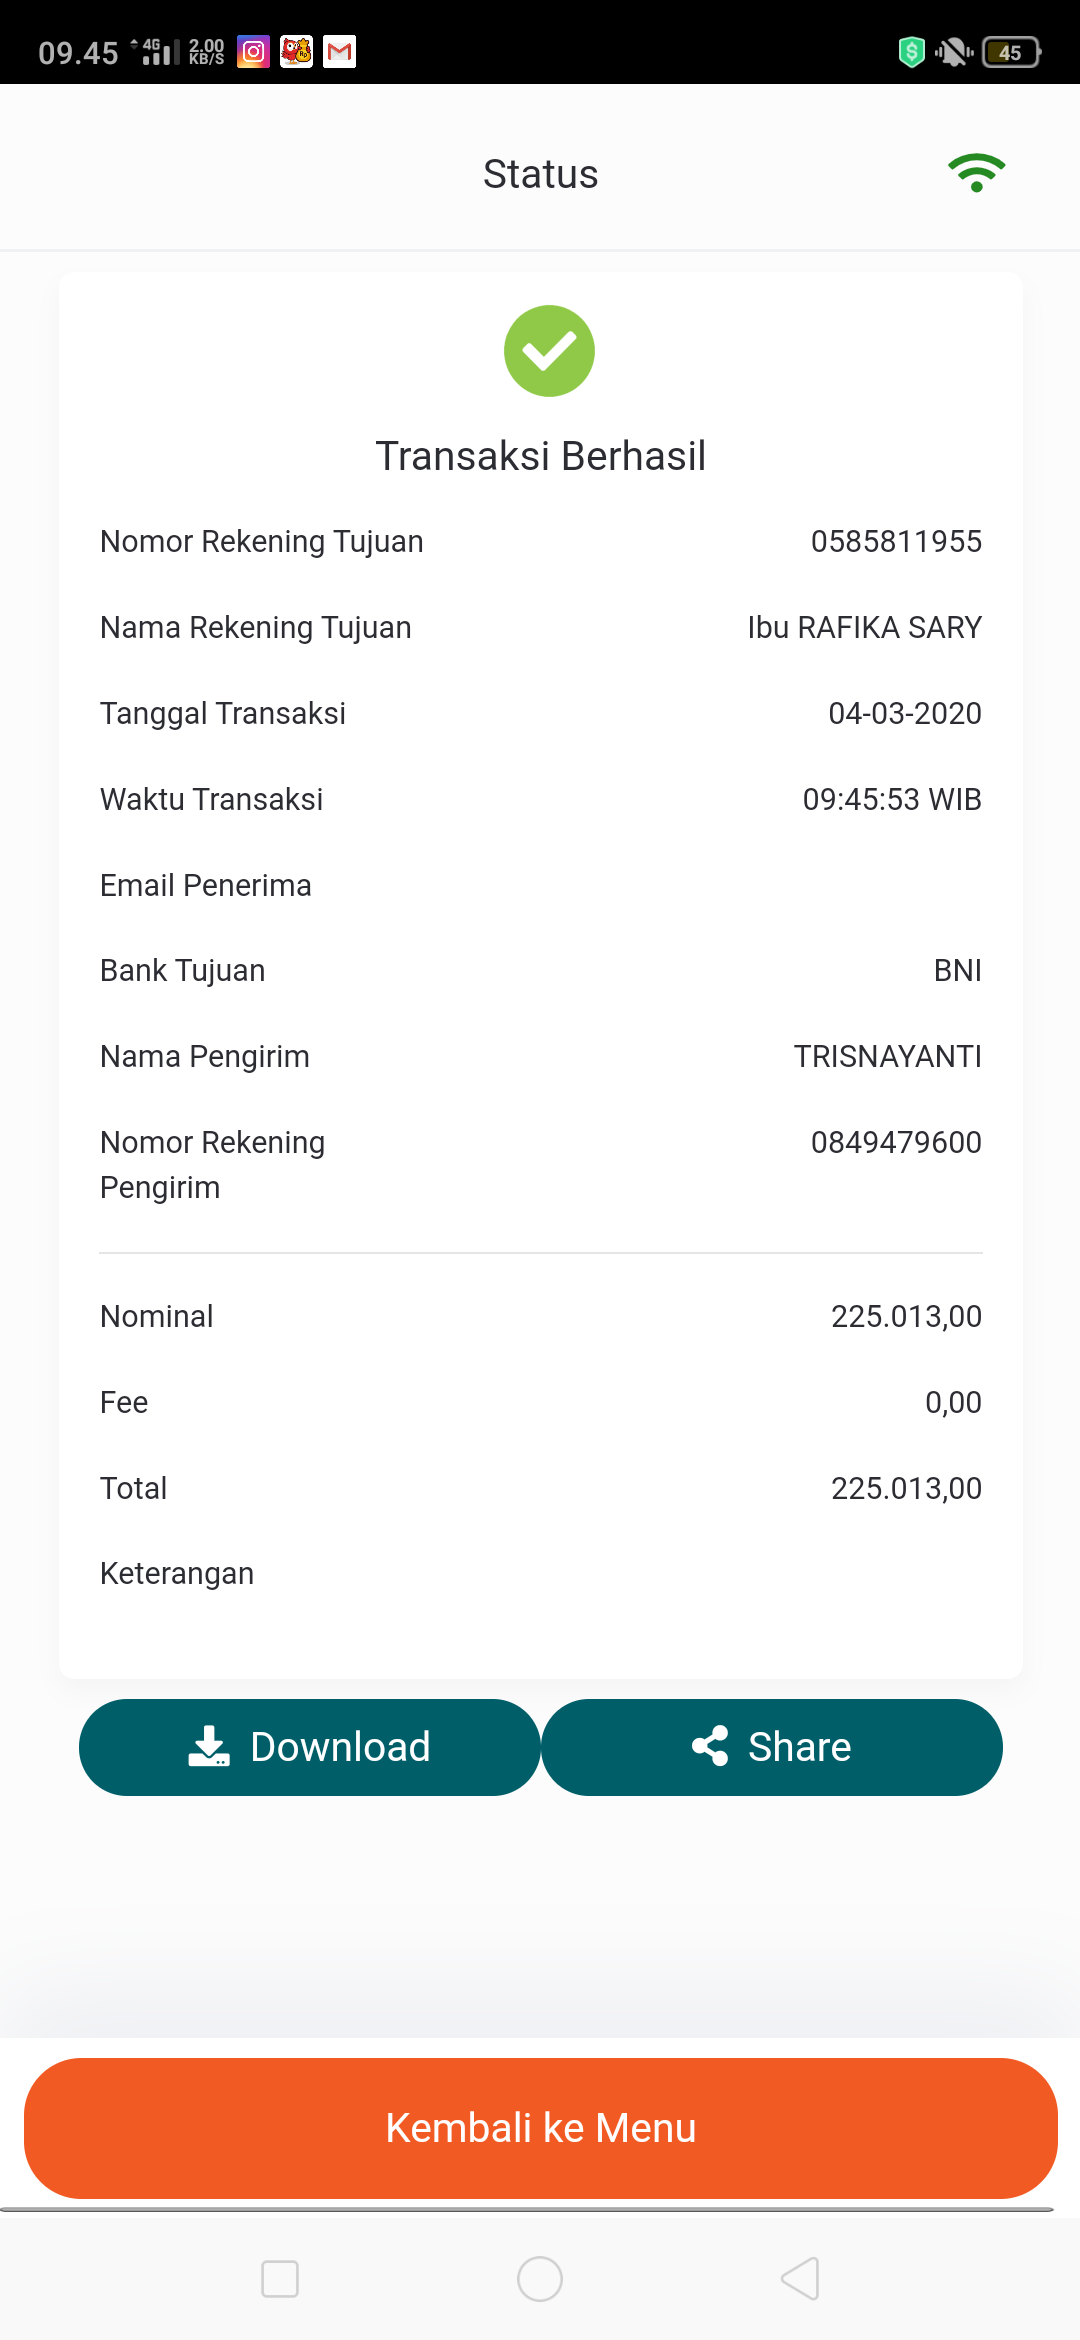 09.45 4G 2.00 KB/S 45
Status
Transaksi Berhasil
Nomor Rekening Tujuan 0585811955
Nama Rekening Tujuan Ibu RAFIKA SARY
Tanggal Transaksi 04-03-2020
Waktu Transaksi 09:45:53 WIB
Email Penerima
Bank Tujuan BNI
Nama Pengirim TRISNAYANTI
Nomor Rekening 0849479600
Pengirim
Nominal 225.013,00
Fee 0,00
Total 225.013,00
Keterangan
Download Share
Kembali ke Menu